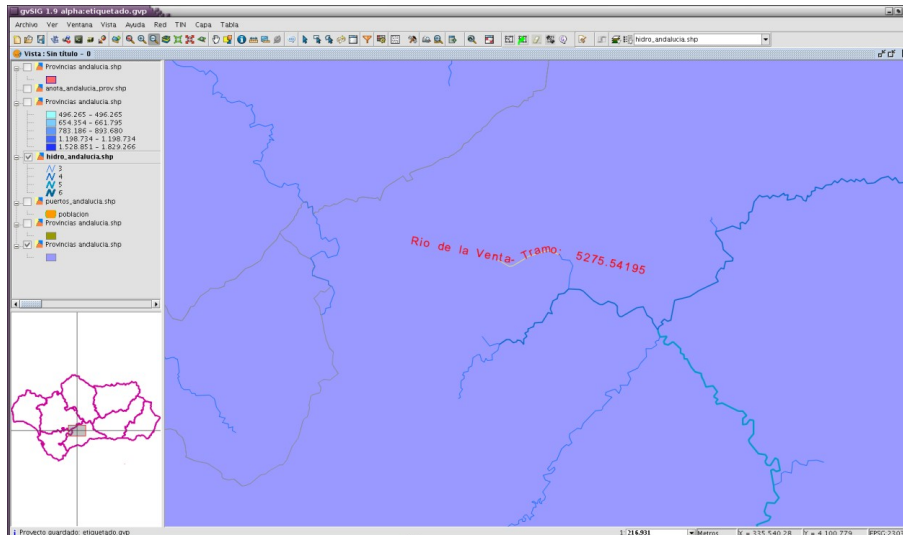 gvSIG 1.9 alpha:etiquetado.gvp
Archivo Ver Ventana Vista Ayuda Red TIN Capa Tabla
hidro_andalucia.shp
Vista : Sin título - 0
Provincias andalucia.shp
anota_andalucia_prov.shp
Provincias andalucia.shp
496.265 - 496.265
654.354 - 661.795
783.186 - 893.680
1.198.734 - 1.198.734
1.528.851 - 1.829.266
hidro_andalucia.shp
3
4
5
6
puertos_andalucia.shp
poblacion
Provincias andalucia.shp
Provincias andalucia.shp
Rio de la Venta- Tramo: 5275.54195
Proyecto guardado: etiquetado.gvp
1: 216.931 Metros X = 335.540,28 Y = 4.100.779 EPSG:2303